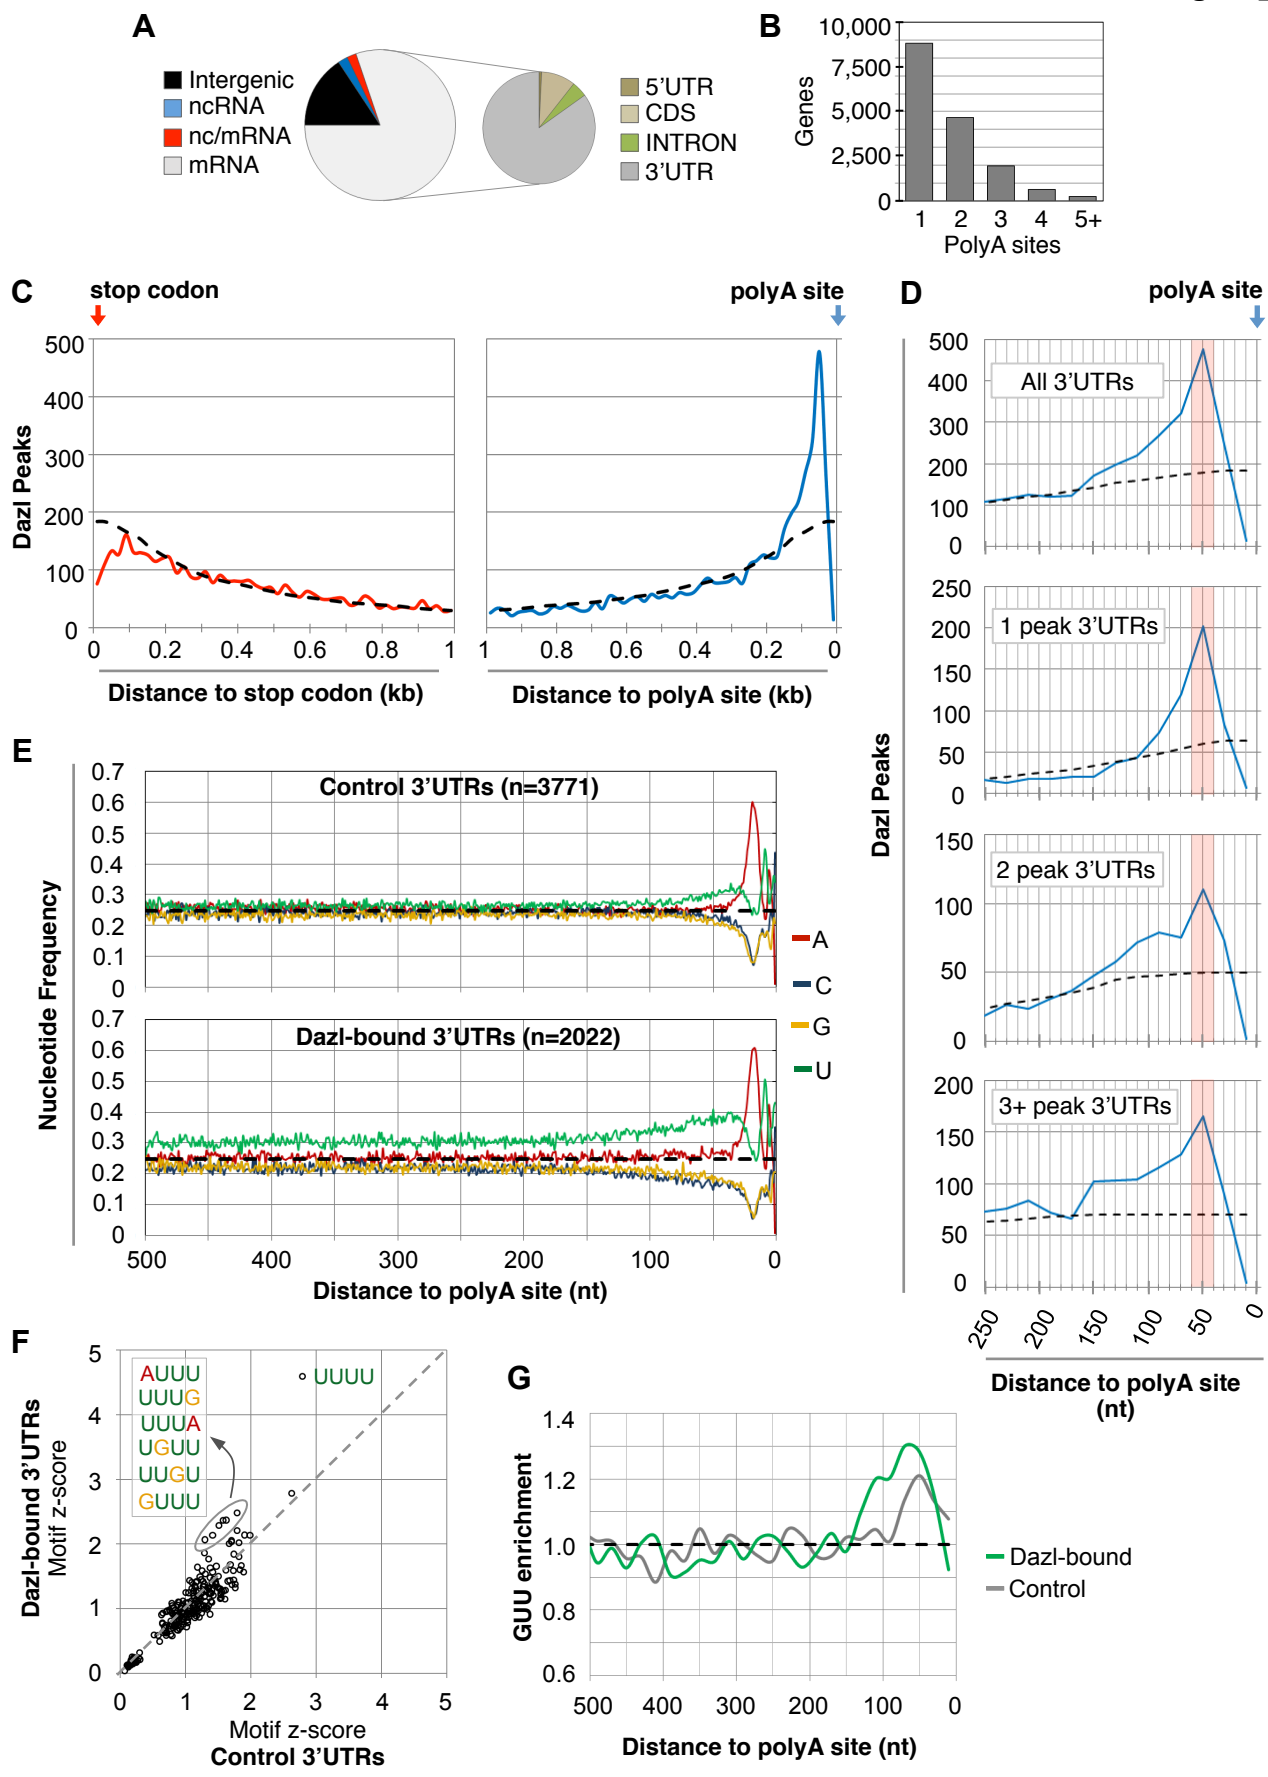 A
Intergenic
ncRNA
nc/mRNA
mRNA
5'UTR
CDS
INTRON
3'UTR
B
10,000
7,500
5,000
2,500
0
Genes
1 2 3 4 5+
PolyA sites
C
stop codon
polyA site
500
400
300
200
100
0
Dazl Peaks
0 0.2 0.4 0.6 0.8 1
1 0.8 0.6 0.4 0.2 0
Distance to stop codon (kb)
Distance to polyA site (kb)
D
polyA site
500
400
300
200
100
0
All 3'UTRs
250
200
150
100
50
0
1 peak 3'UTRs
150
100
50
0
2 peak 3'UTRs
200
150
100
50
0
3+ peak 3'UTRs
Dazl Peaks
250 200 150 100 50 0
Distance to polyA site
(nt)
E
0.7
0.6
0.5
0.4
0.3
0.2
0.1
0
Control 3'UTRs (n=3771)
0.7
0.6
0.5
0.4
0.3
0.2
0.1
0
Dazl-bound 3'UTRs (n=2022)
Nucleotide Frequency
A
C
G
U
500 400 300 200 100 0
Distance to polyA site (nt)
F
5
4
3
2
1
0
AUUU
UUUG
UUUA
UGUU
UUGU
GUUU
UUUU
Dazl-bound 3'UTRs
Motif z-score
0 1 2 3 4 5
Motif z-score
Control 3'UTRs
G
1.4
1.2
1.0
0.8
0.6
GUU enrichment
500 400 300 200 100 0
Distance to polyA site (nt)
Dazl-bound
Control